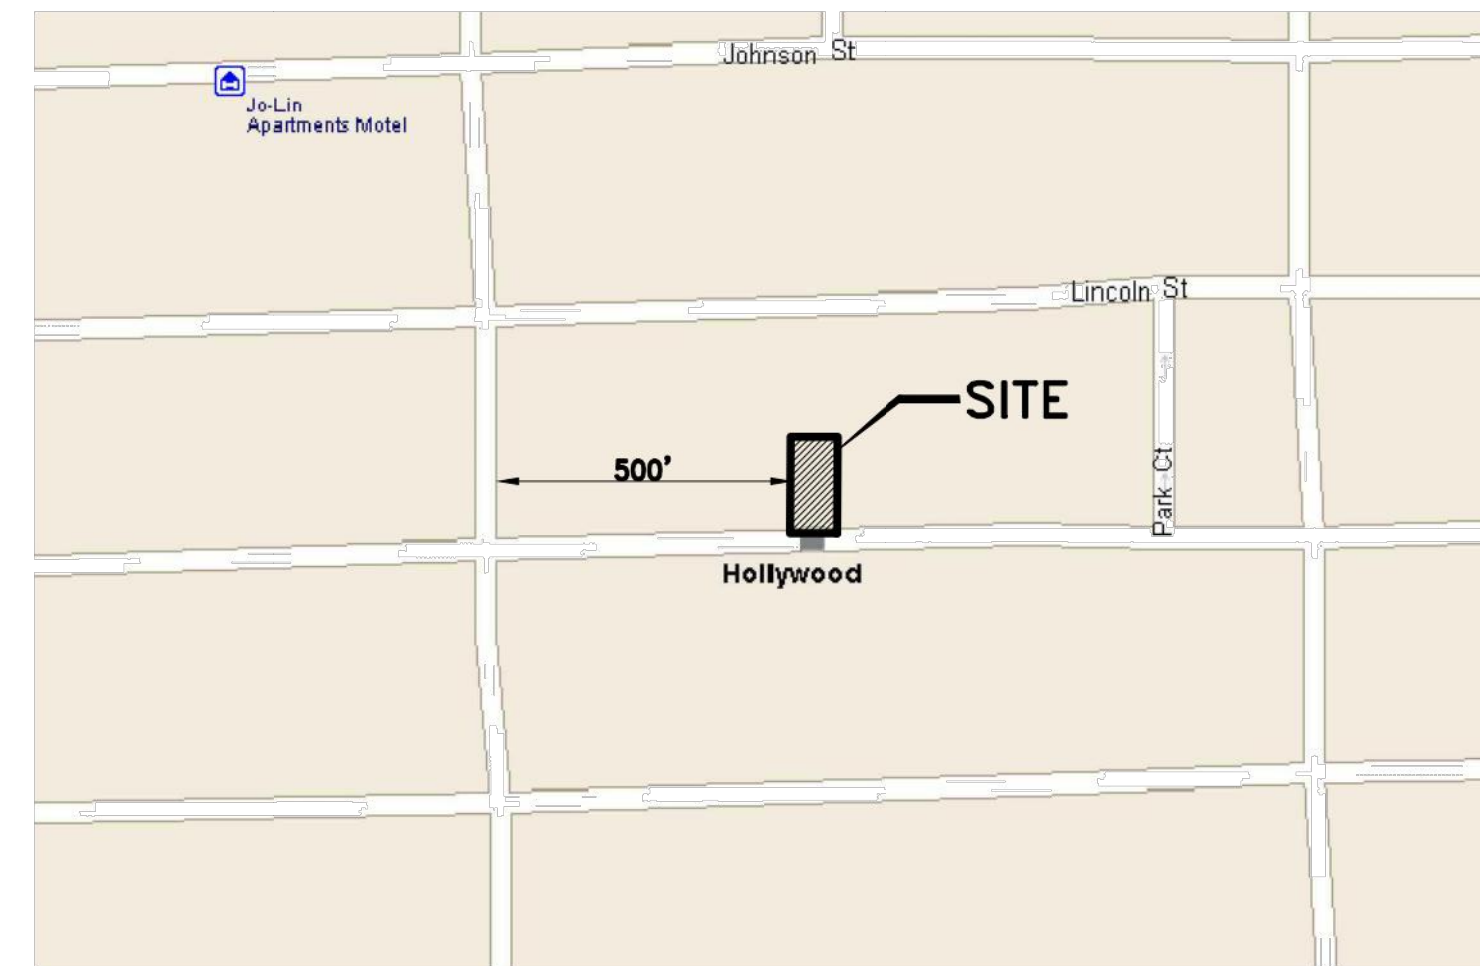 Johnson St
Jo-Lin
Apartments Motel
Lincoln St
SITE
500'
Park Ct
Hollywood